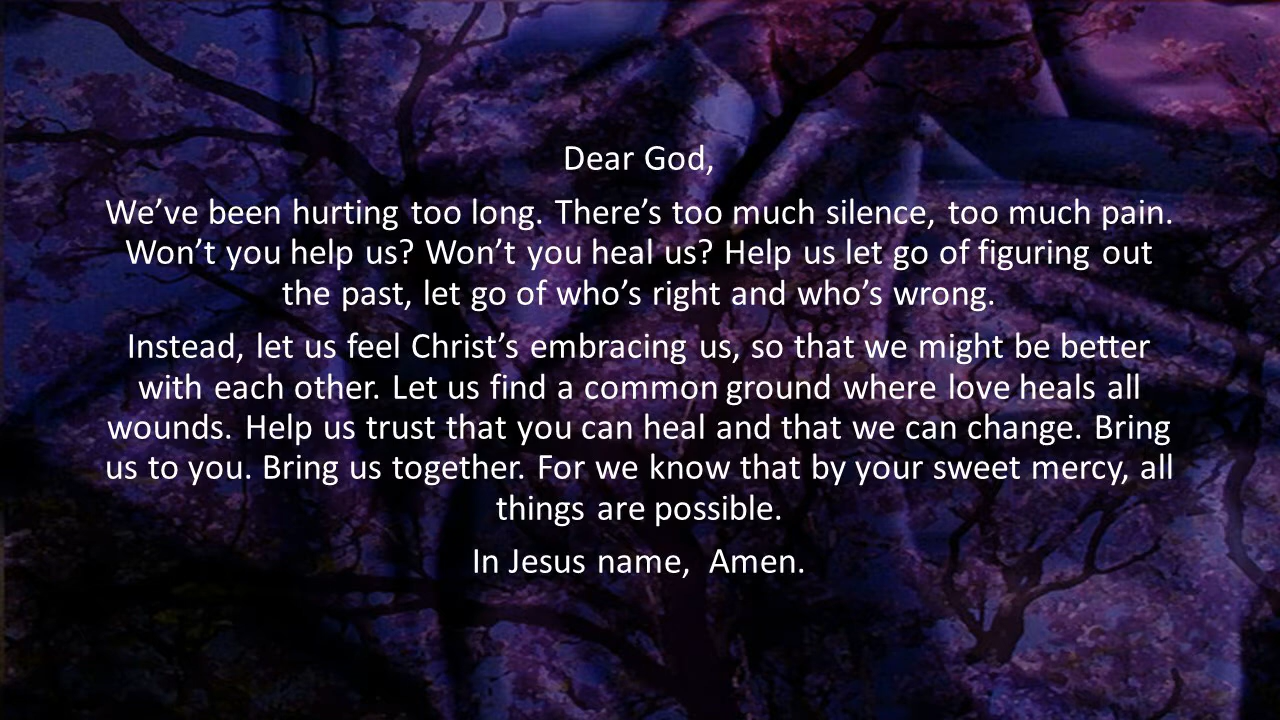 Dear God,
We’ve been hurting too long. There’s too much silence, too much pain.
Won’t you help us? Won’t you heal us? Help us let go of figuring out
the past, let go of who’s right and who’s wrong.
Instead, let us feel Christ’s embracing us, so that we might be better
with each other. Let us find a common ground where love heals all
wounds. Help us trust that you can heal and that we can change. Bring
us to you. Bring us together. For we know that by your sweet mercy, all
things are possible.
In Jesus name,  Amen.